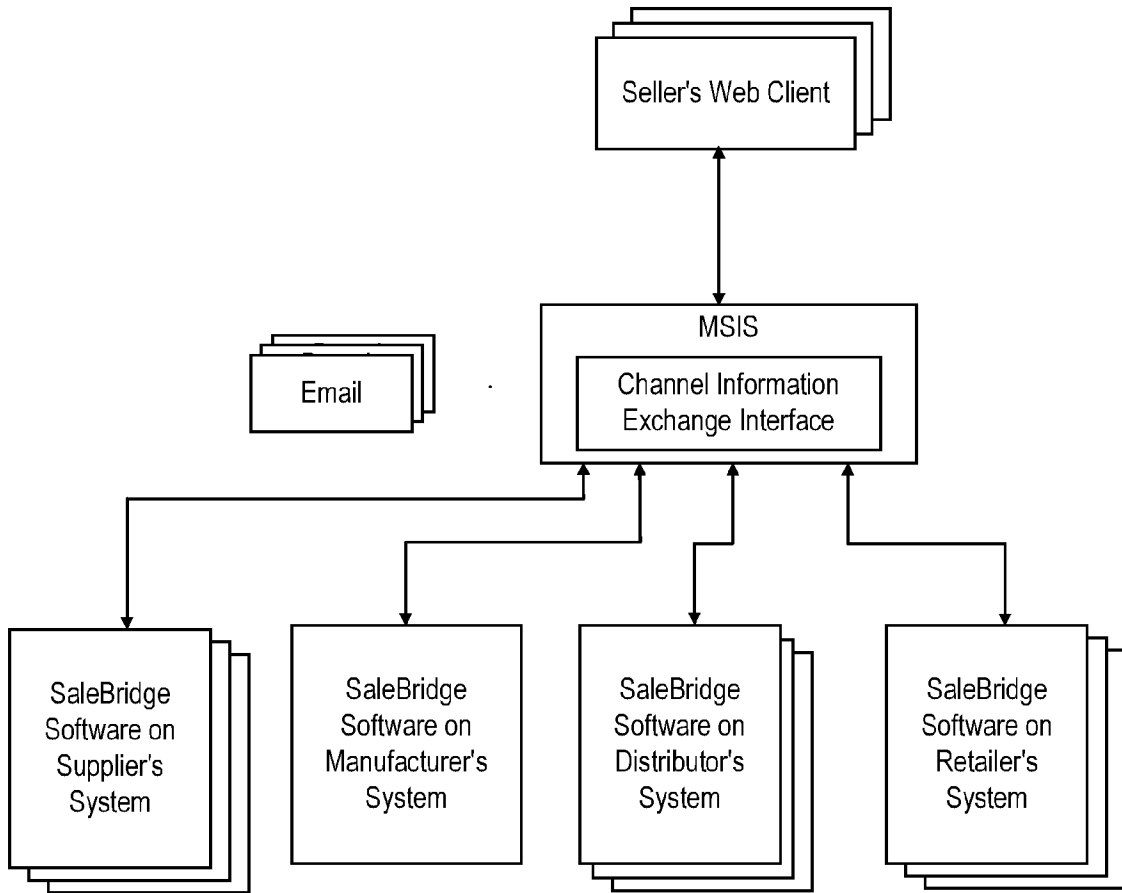 Seller's Web Client
MSIS
Channel Information
Exchange Interface
Email
SaleBridge
Software on
Supplier's
System
SaleBridge
Software on
Manufacturer's
System
SaleBridge
Software on
Distributor's
System
SaleBridge
Software on
Retailer's
System